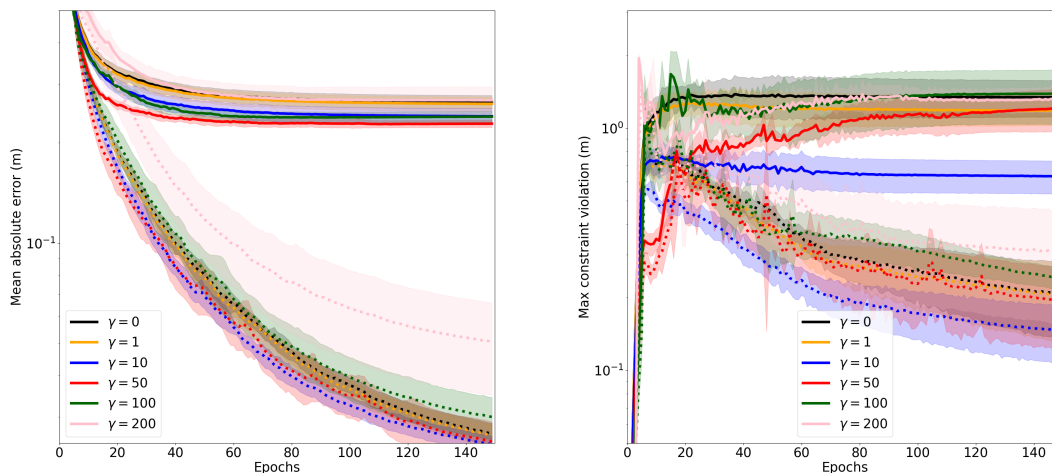 Mean absolute error (m)
10⁻¹
γ = 0
γ = 1
γ = 10
γ = 50
γ = 100
γ = 200
0 20 40 60 80 100 120 140
Epochs
Max constraint violation (m)
10⁰
10⁻¹
γ = 0
γ = 1
γ = 10
γ = 50
γ = 100
γ = 200
0 20 40 60 80 100 120 140
Epochs